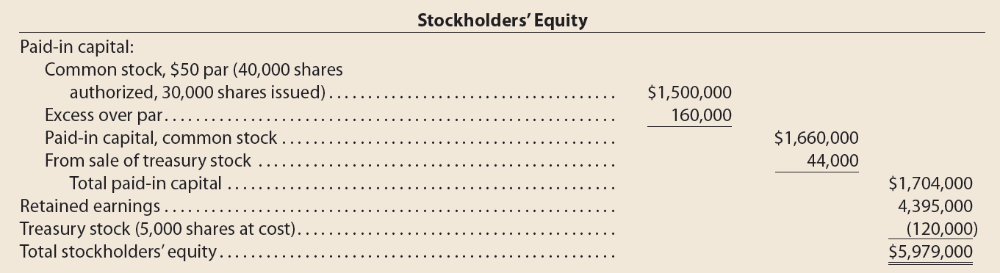 Stockholders' Equity
Paid-in capital:
Common stock, $50 par (40,000 shares
authorized, 30,000 shares issued) $1,500,000
Excess over par 160,000
Paid-in capital, common stock $1,660,000
From sale of treasury stock 44,000
Total paid-in capital $1,704,000
Retained earnings 4,395,000
Treasury stock (5,000 shares at cost) (120,000)
Total stockholders' equity $5,979,000